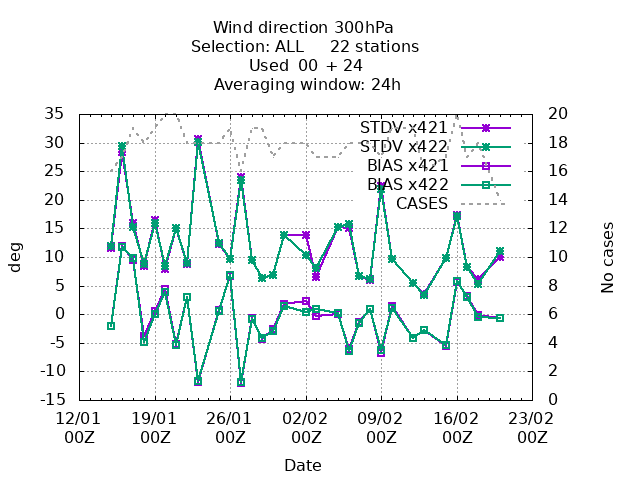 Wind direction 300hPa
Selection: ALL 22 stations
Used 00 + 24
Averaging window: 24h
35
30
25
20
15
10
5
0
-5
-10
-15
deg
20
18
16
14
12
10
8
6
4
2
0
No cases
STDV x421
STDV x422
BIAS x421
BIAS x422
CASES
12/01 19/01 26/01 02/02 09/02 16/02 23/02
00Z 00Z 00Z 00Z 00Z 00Z 00Z
Date